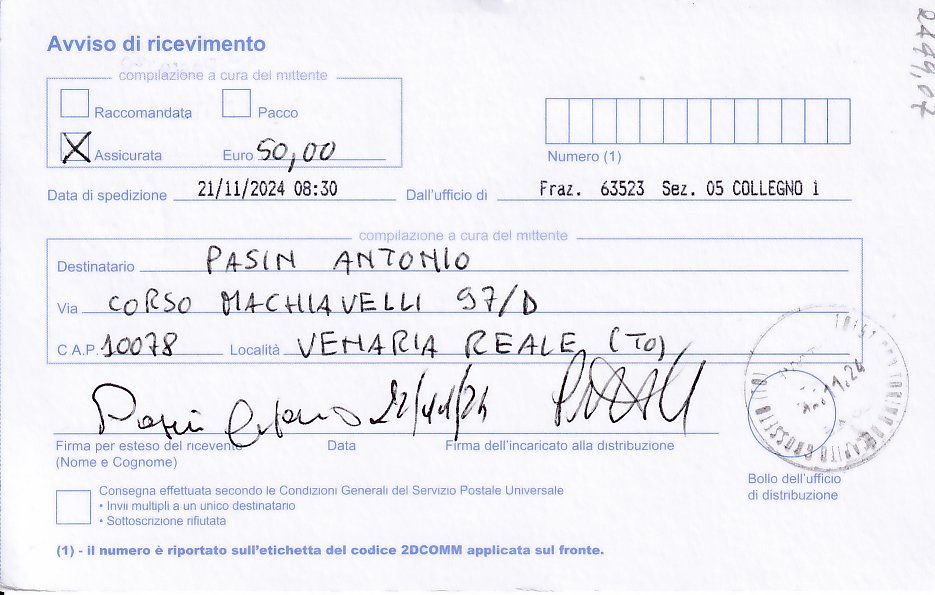 Avviso di ricevimento
compilazione a cura del mittente
Raccomandata Pacco
Assicurata Euro 50,00
Numero (1)
Data di spedizione 21/11/2024 08:30 Dall'ufficio di Fraz. 63523 Sez. 05 COLLEGNO 1
compilazione a cura del mittente
Destinatario PASIN ANTONIO
Via CORSO MACHIAVELLI 97/D
C A.P. 10078 Località VENARIA REALE (TO)
Pasin 22/11/24
Firma per esteso del ricevente Data Firma dell'incaricato alla distribuzione
(Nome e Cognome)
Bollo dell'ufficio
di distribuzione
Consegna effettuata secondo le Condizioni Generali del Servizio Postale Universale
• Invii multipli a un unico destinatario
• Sottoscrizione rifiutata
(1) - il numero è riportato sull'etichetta del codice 2DCOMM applicata sul fronte.